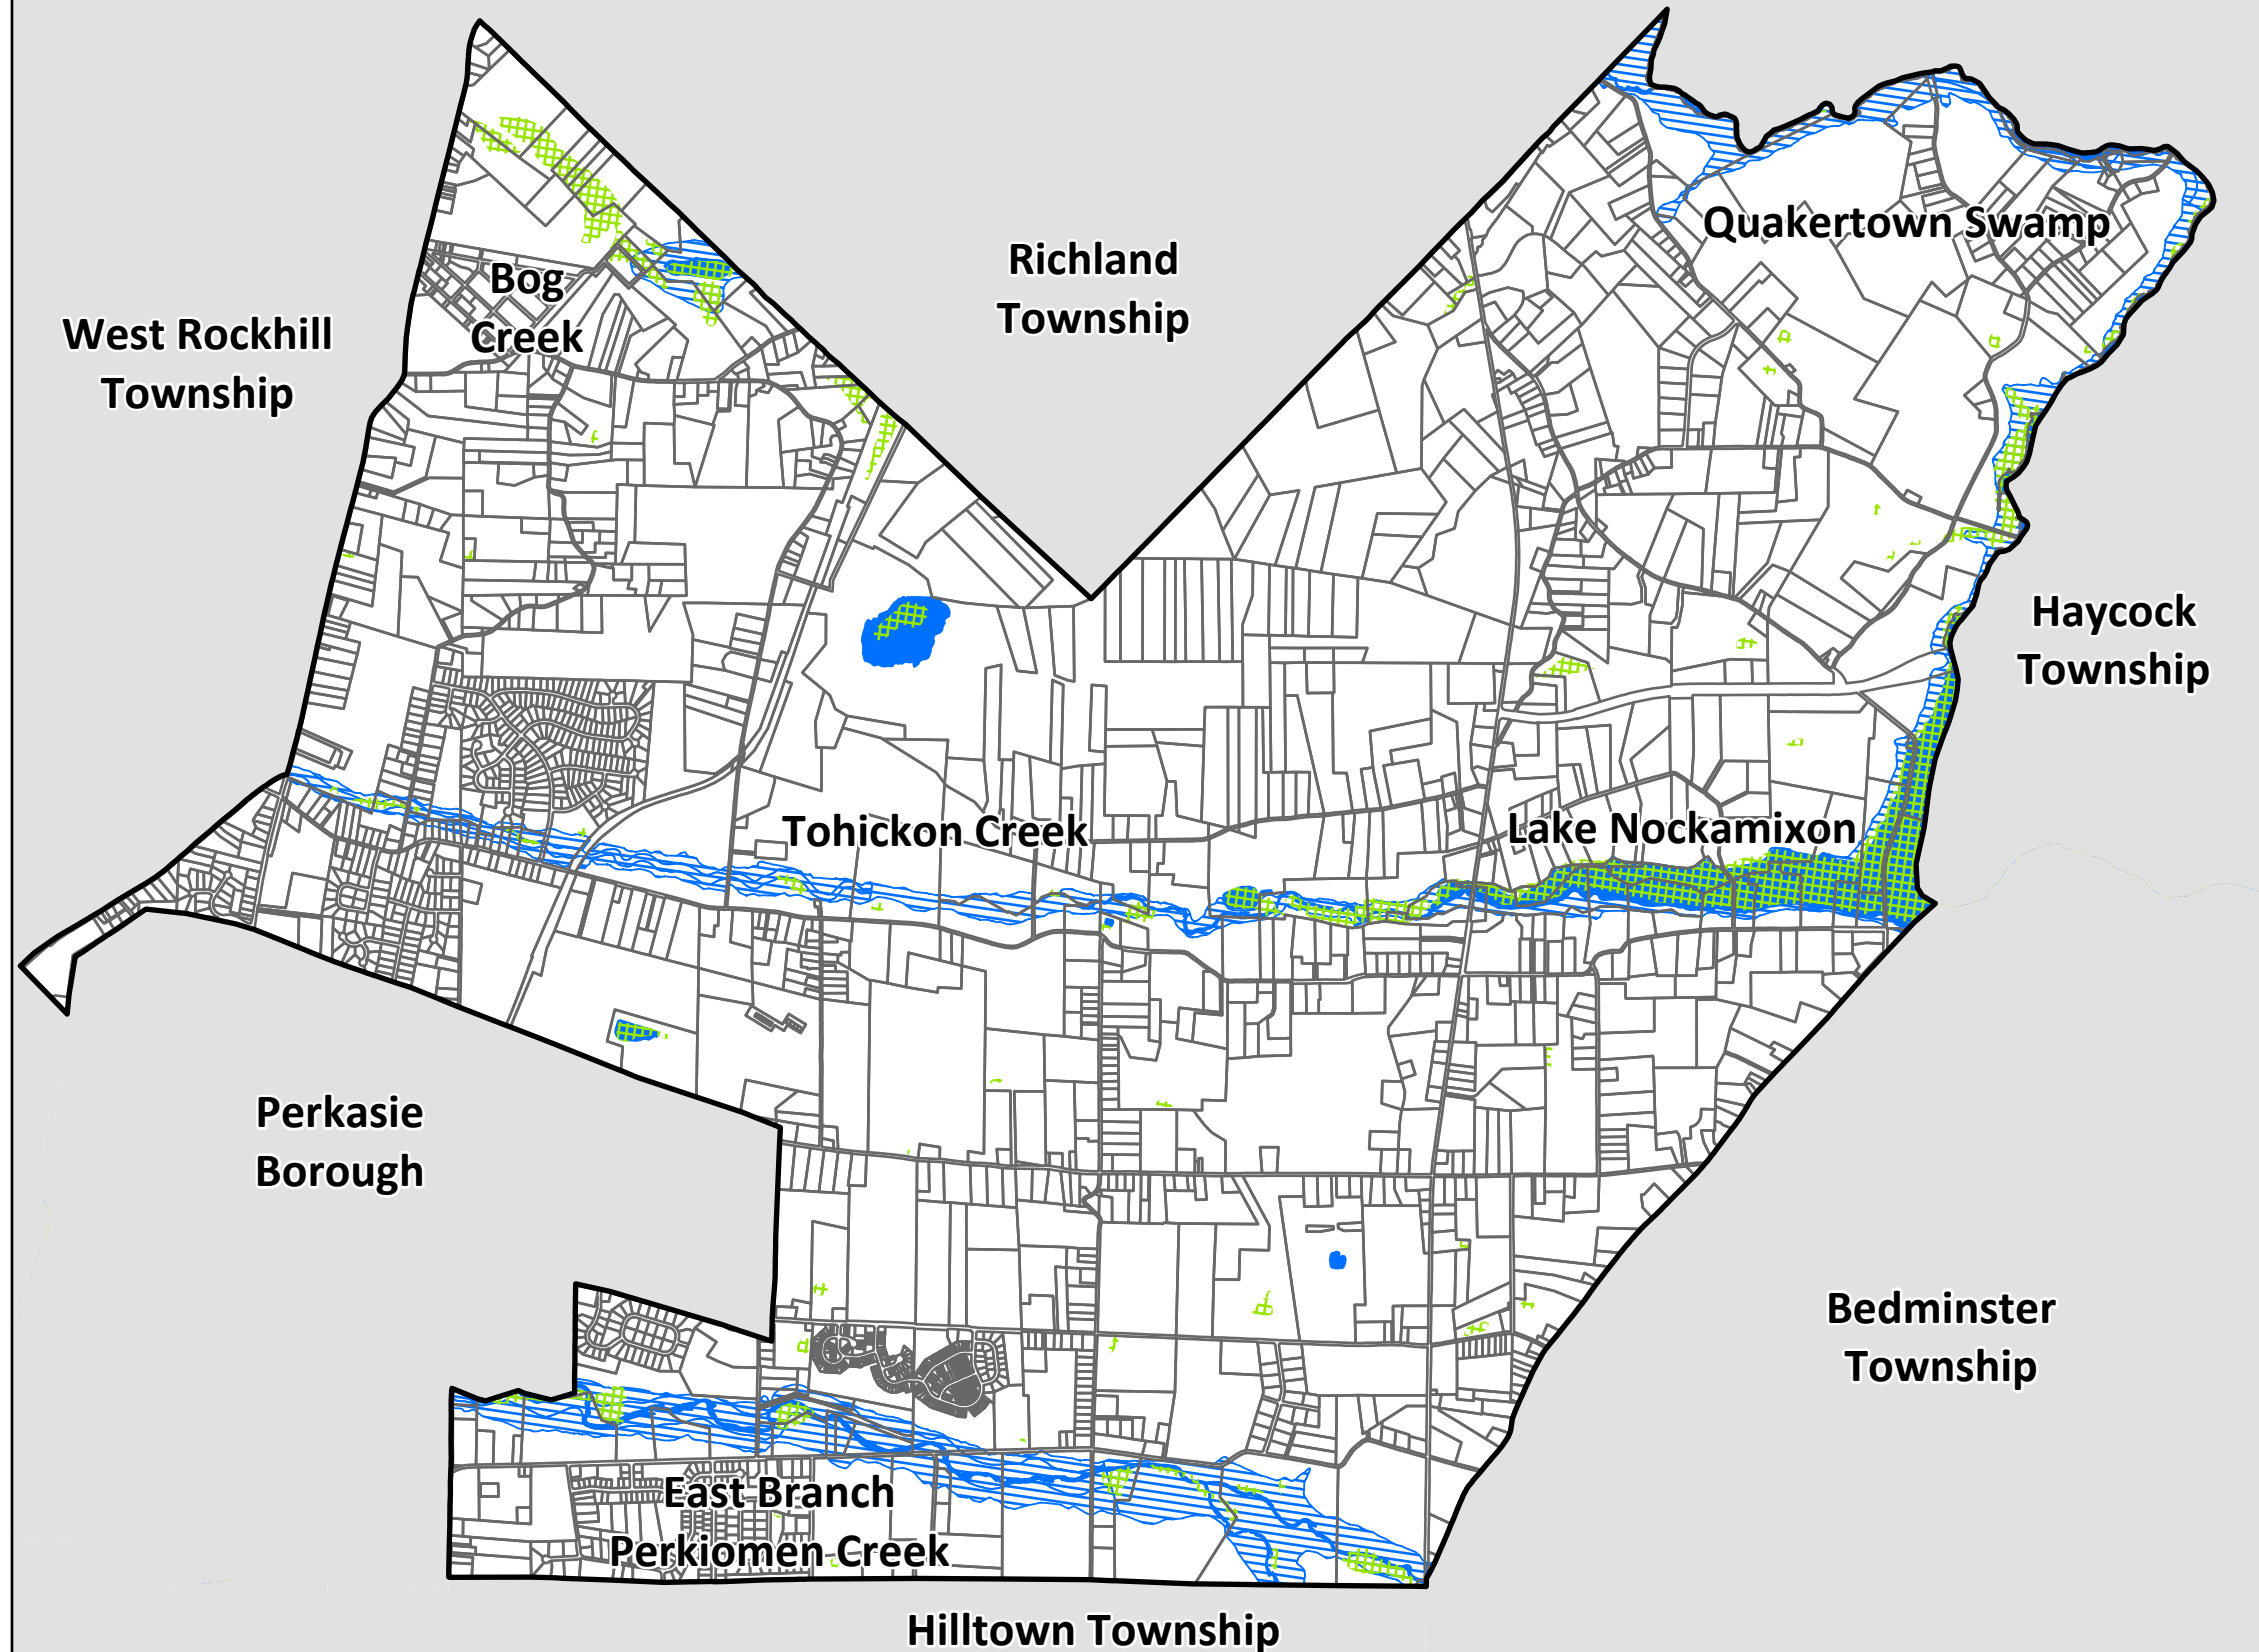 Quakertown Swamp
Richland
Township
Bog
Creek
West Rockhill
Township
Haycock
Township
Tohickon Creek
Lake Nockamixon
Perkasie
Borough
Bedminster
Township
East Branch
Perkiomen Creek
Hilltown Township